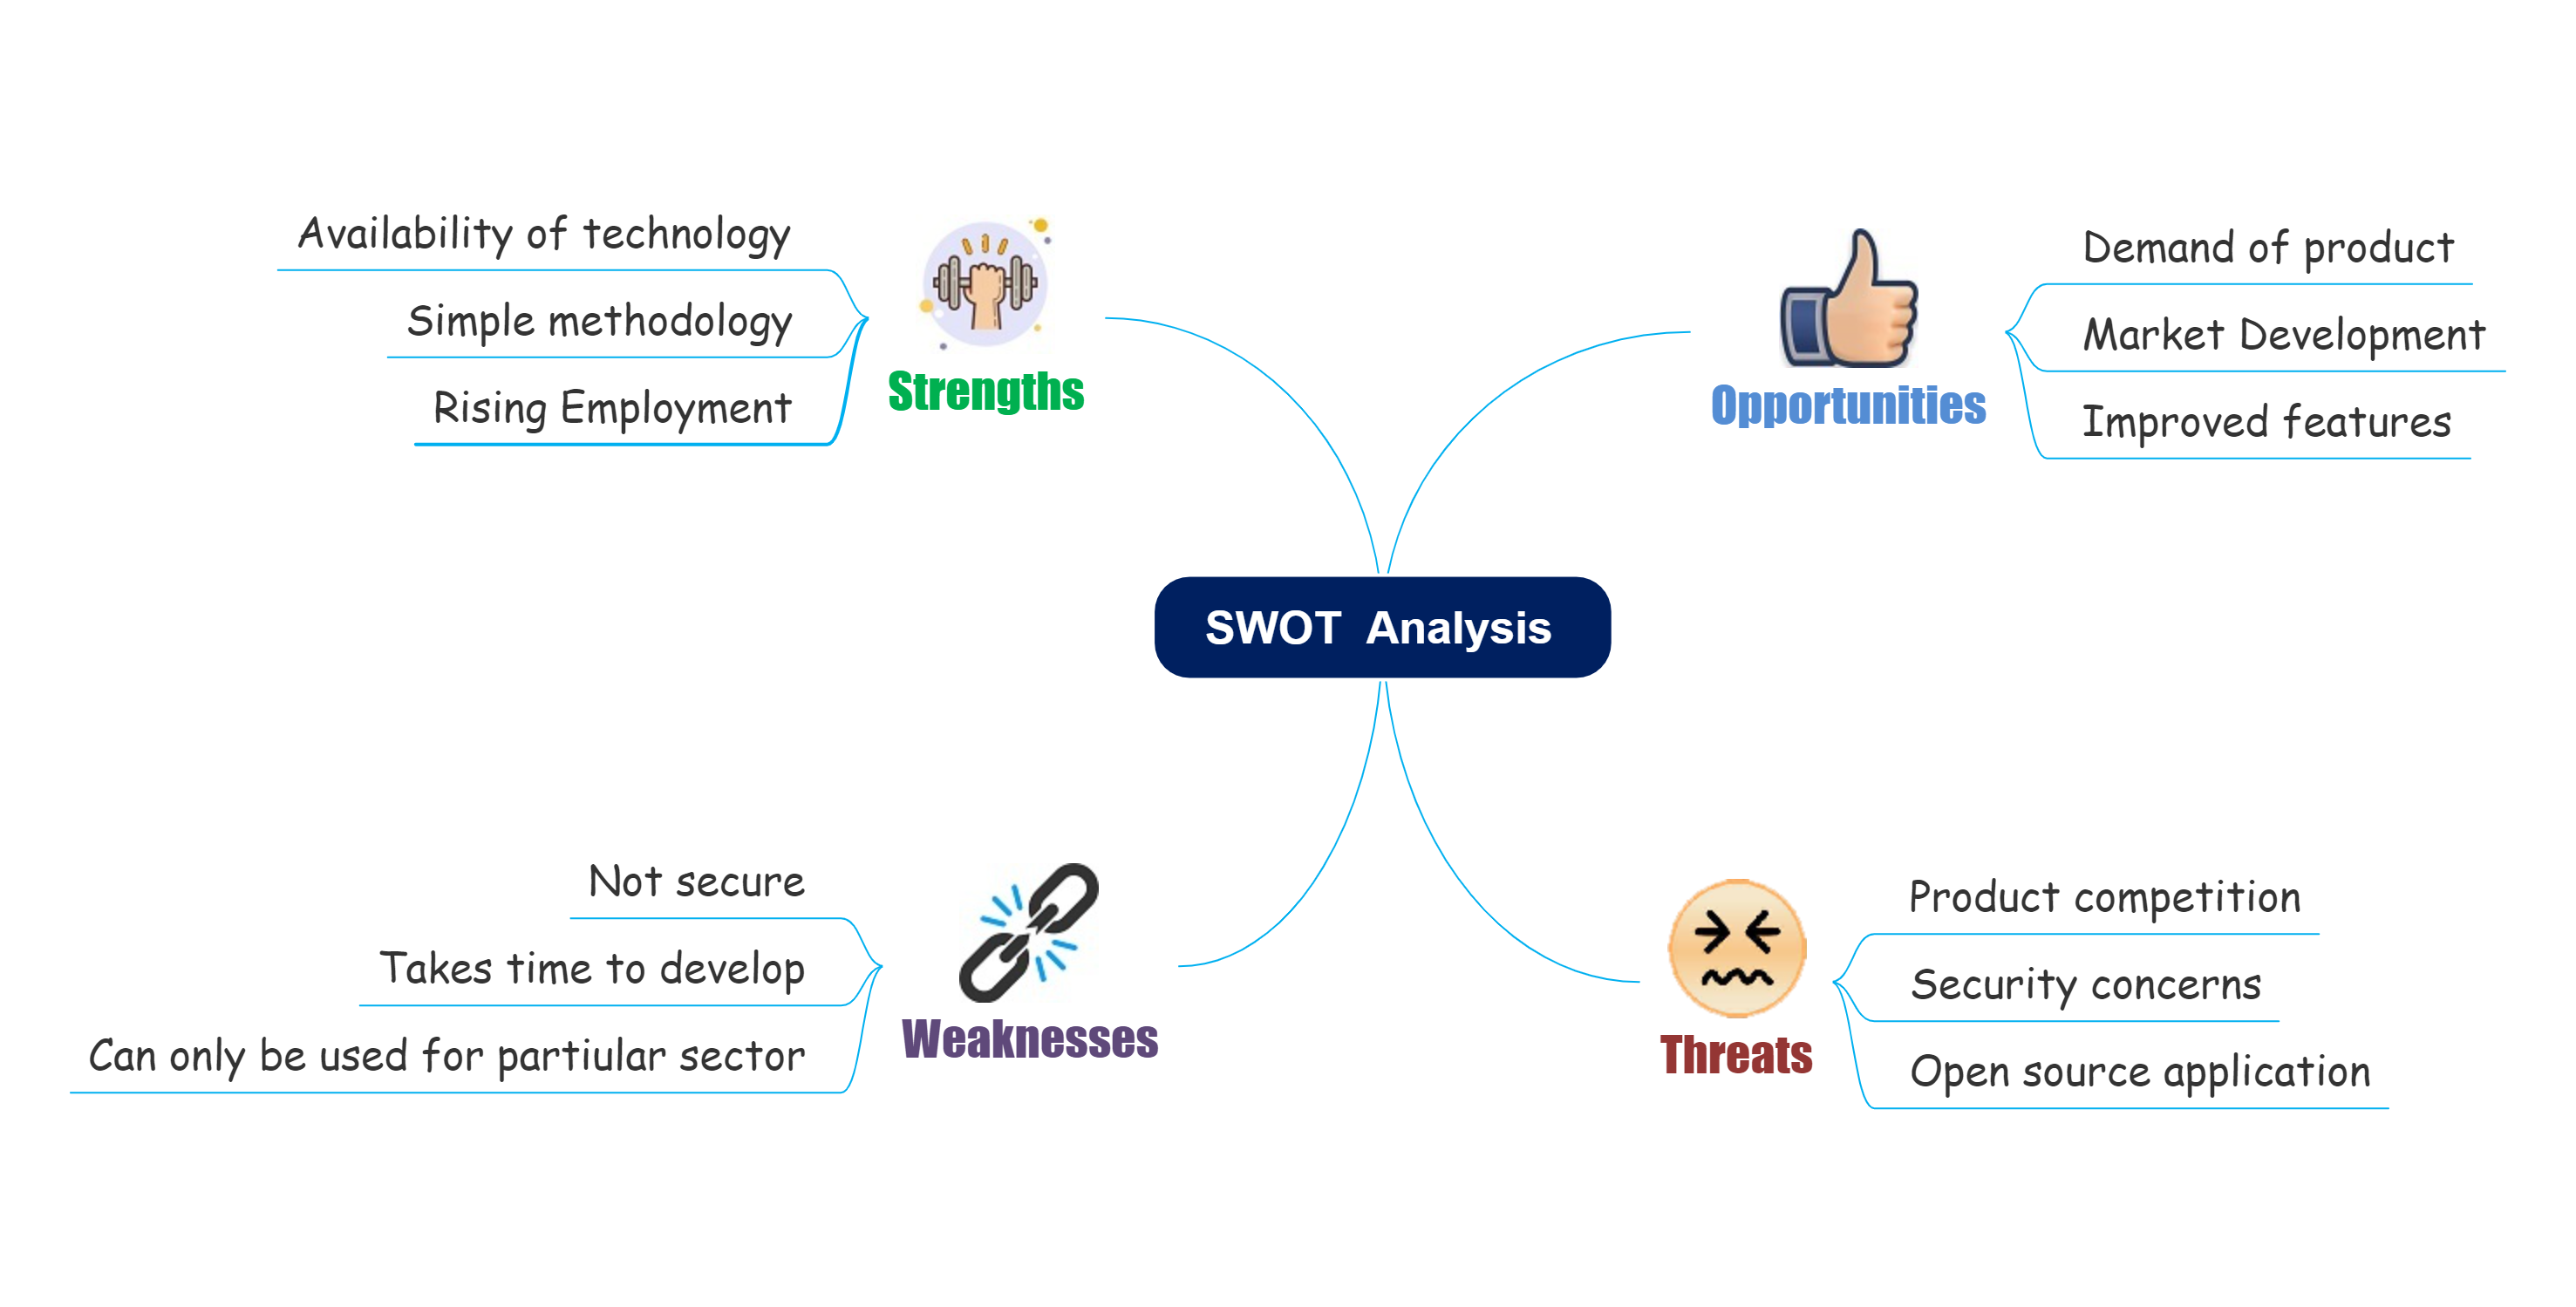 Availability of technology
Simple methodology
Rising Employment
Strengths
Opportunities
Demand of product
Market Development
Improved features
SWOT Analysis
Not secure
Takes time to develop
Can only be used for partiular sector
Weaknesses
Threats
Product competition
Security concerns
Open source application